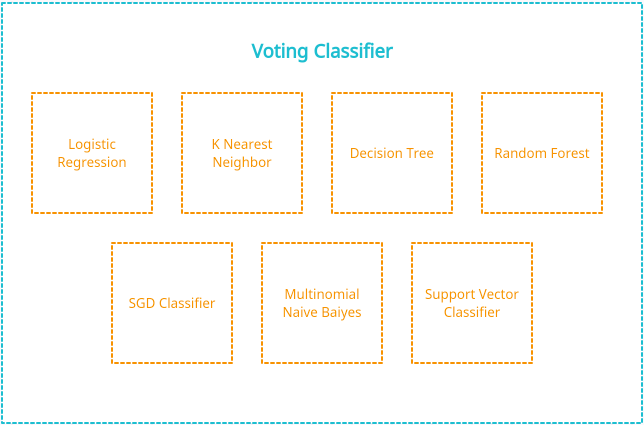 Voting Classifier
Logistic
Regression
K Nearest
Neighbor
Decision Tree
Random Forest
SGD Classifier
Multinomial
Naive Baiyes
Support Vector
Classifier